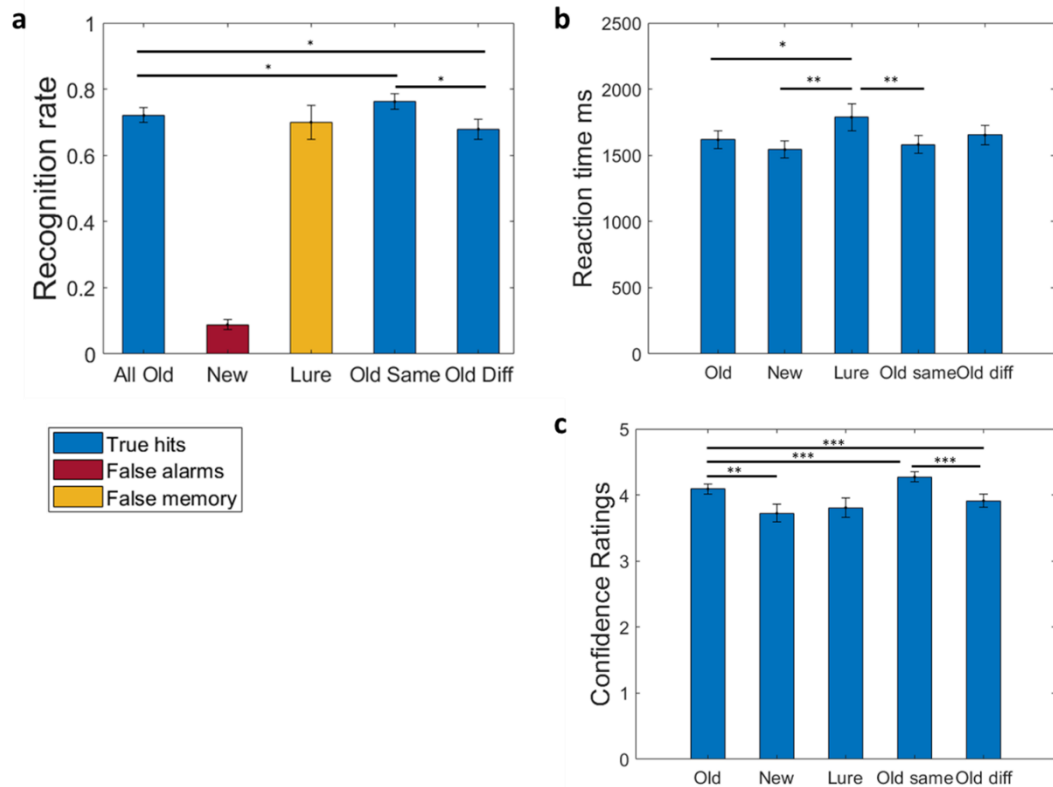 a
Recognition rate
1
0.8
0.6
0.4
0.2
0
*
*
*
All Old New Lure Old Same Old Diff
True hits
False alarms
False memory
b
Reaction time ms
2500
2000
1500
1000
500
0
*
** **
Old New Lure Old same Old diff
c
Confidence Ratings
5
4
3
2
1
0
***
***
** ***
Old New Lure Old same Old diff